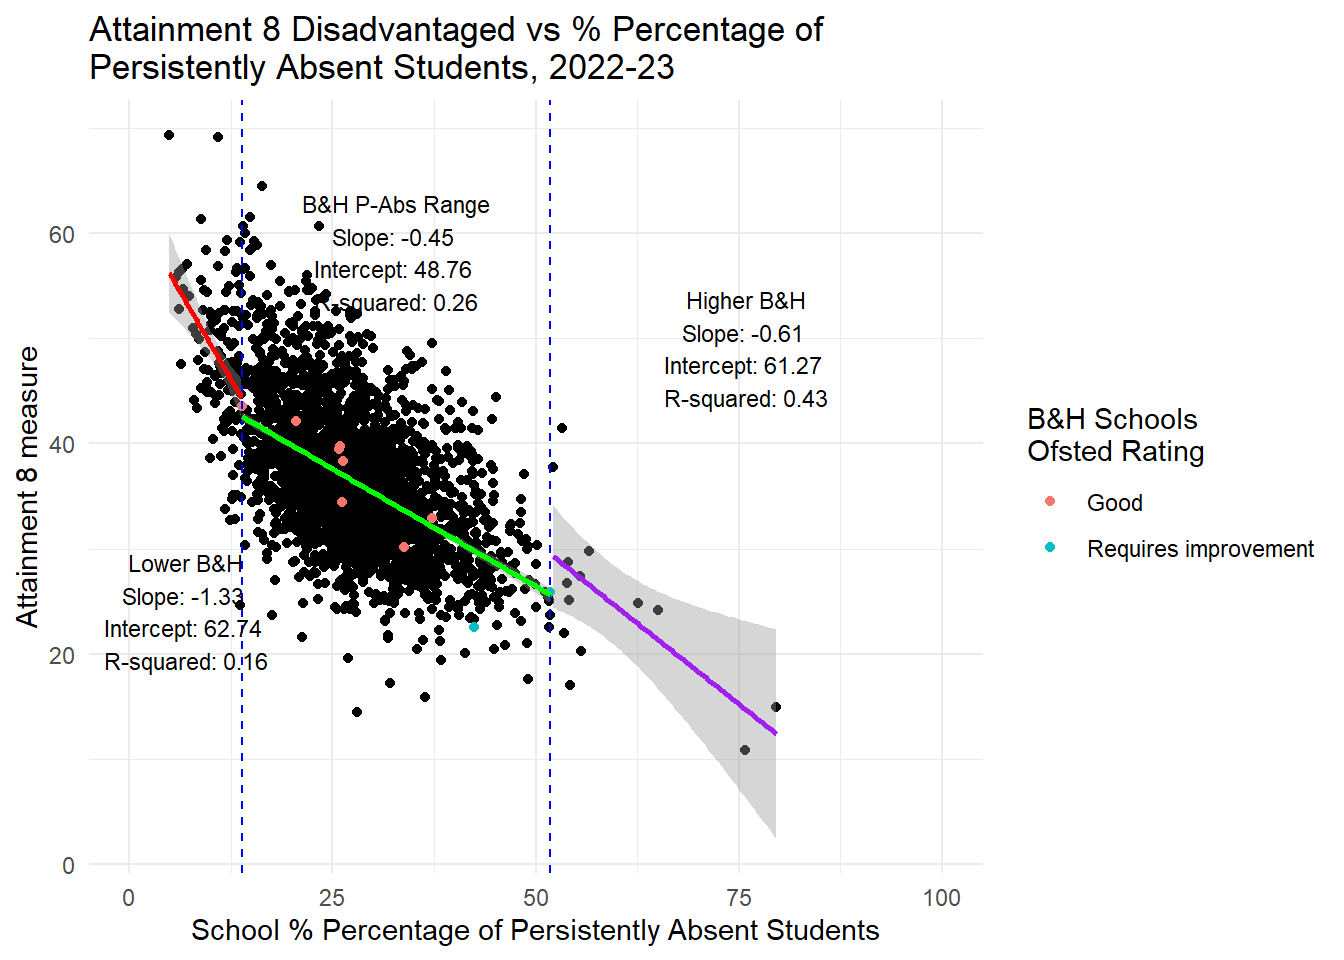 Attainment 8 Disadvantaged vs % Percentage of
Persistently Absent Students, 2022-23
Attainment 8 measure
60
40
20
0
B&H P-Abs Range
Slope: -0.45
Intercept: 48.76
R-squared: 0.26
Higher B&H
Slope: -0.61
Intercept: 61.27
R-squared: 0.43
Lower B&H
Slope: -1.33
Intercept: 62.74
R-squared: 0.16
0
25
50
75
100
School % Percentage of Persistently Absent Students
B&H Schools
Ofsted Rating
Good
Requires improvement